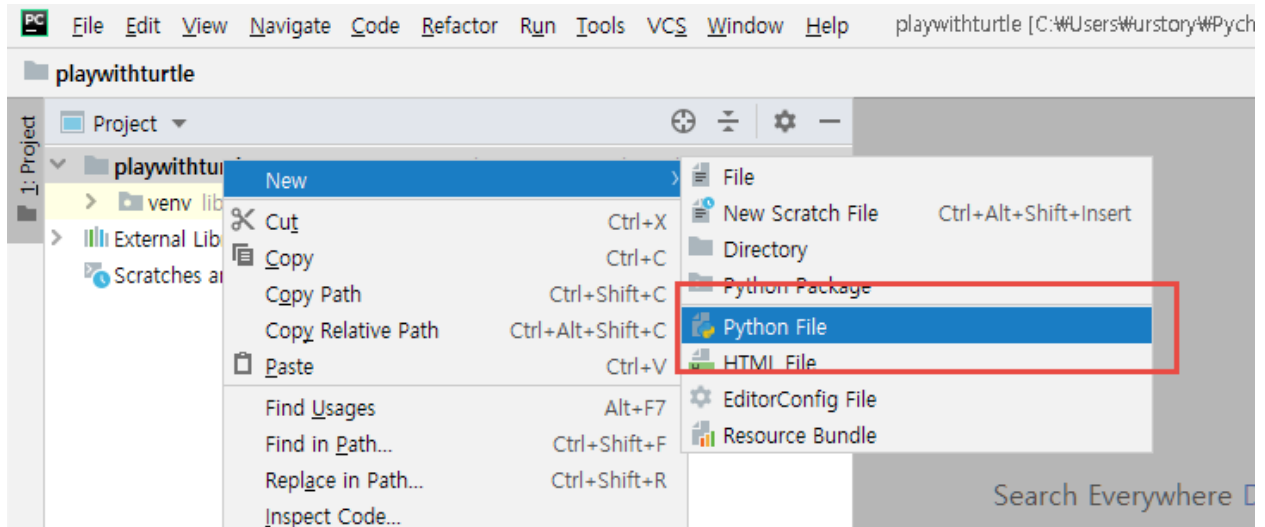 PC File Edit View Navigate Code Refactor Run Tools VCS Window Help playwithturtle [C:₩Users₩urstory₩Pych
playwithturtle
1: Project
Project
playwithtur
venv lib
External Lib
Scratches a
New
Cut Ctrl+X
Copy Ctrl+C
Copy Path Ctrl+Shift+C
Copy Relative Path Ctrl+Alt+Shift+C
Paste Ctrl+V
Find Usages Alt+F7
Find in Path... Ctrl+Shift+F
Replace in Path... Ctrl+Shift+R
Inspect Code...
File
New Scratch File Ctrl+Alt+Shift+Insert
Directory
Python Package
Python File
HTML File
EditorConfig File
Resource Bundle
Search Everywhere D